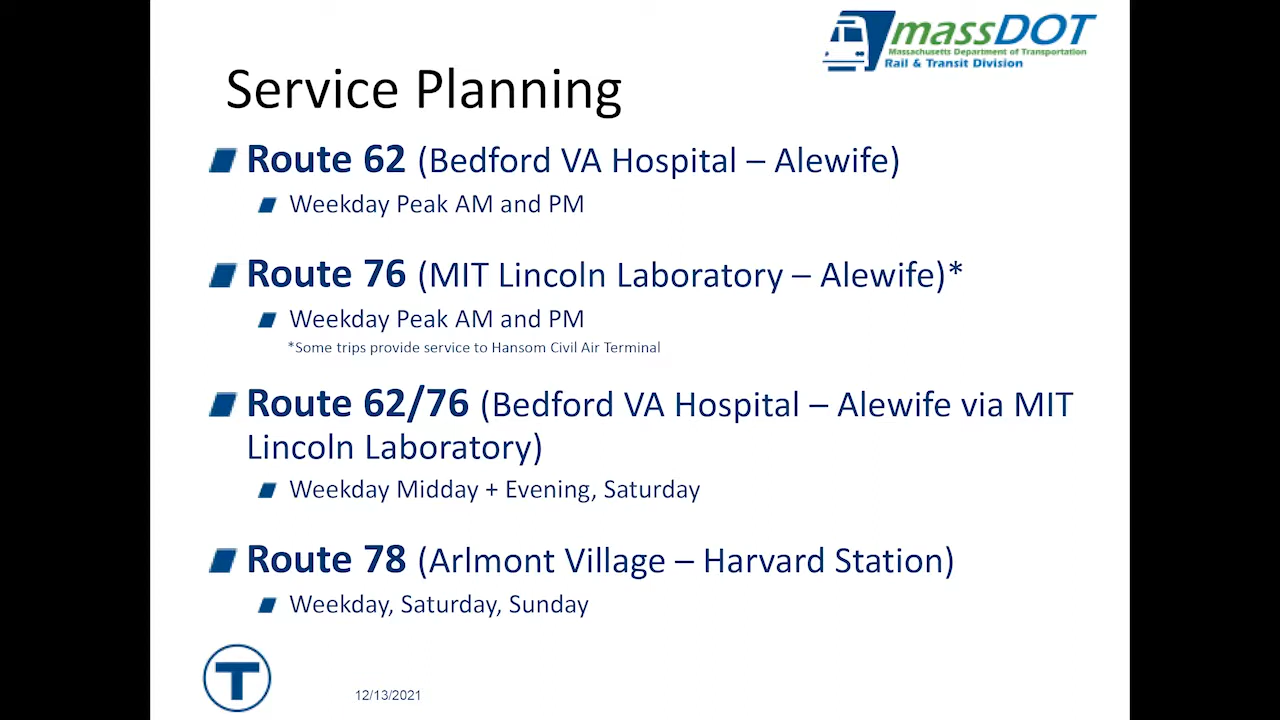 massDOT
Massachusetts Department of Transportation
Rail & Transit Division
Service Planning
Route 62 (Bedford VA Hospital – Alewife)
Weekday Peak AM and PM
Route 76 (MIT Lincoln Laboratory – Alewife)*
Weekday Peak AM and PM
*Some trips provide service to Hansom Civil Air Terminal
Route 62/76 (Bedford VA Hospital – Alewife via MIT
Lincoln Laboratory)
Weekday Midday + Evening, Saturday
Route 78 (Arlmont Village – Harvard Station)
Weekday, Saturday, Sunday
T
12/13/2021